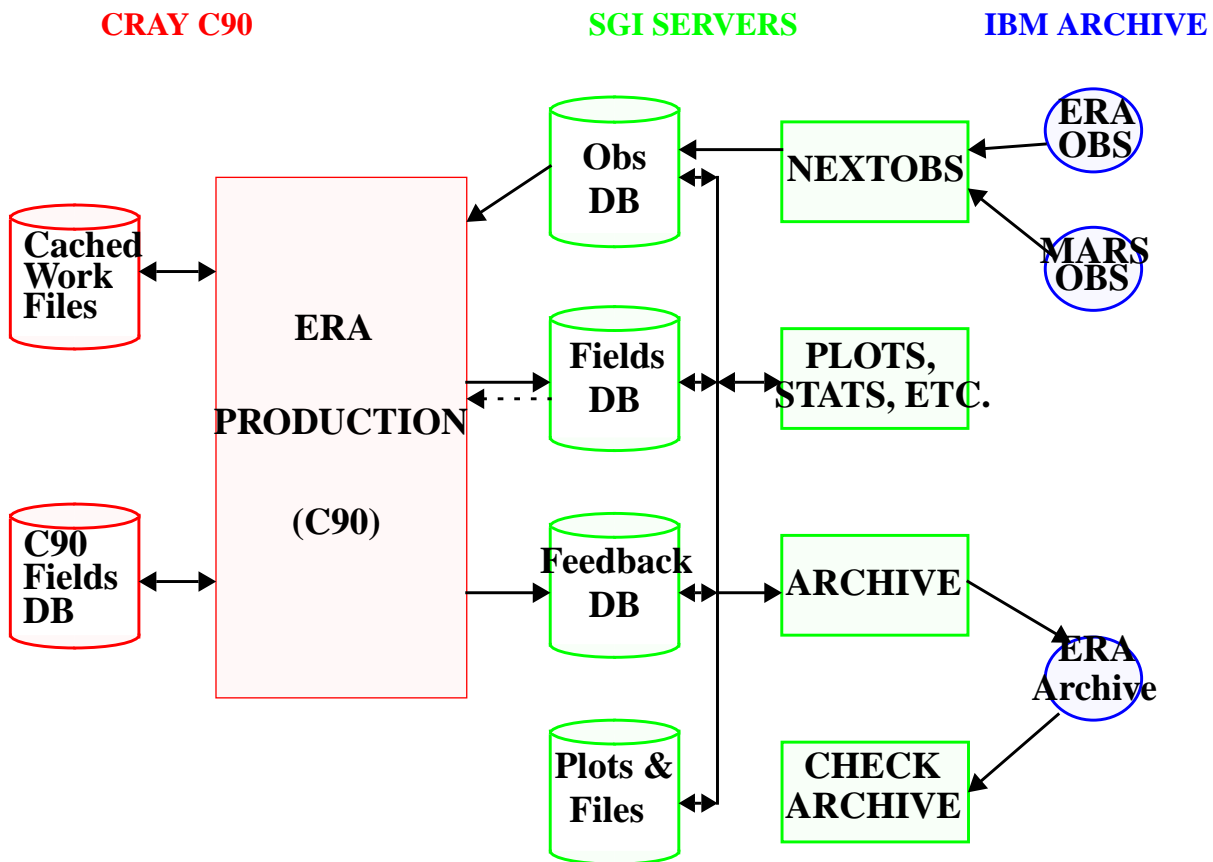 CRAY C90
SGI SERVERS
IBM ARCHIVE
ERA
OBS
Obs
DB
NEXTOBS
MARS
OBS
Cached
Work
Files
ERA
PRODUCTION
(C90)
Fields
DB
PLOTS,
STATS, ETC.
C90
Fields
DB
Feedback
DB
ARCHIVE
ERA
Archive
Plots &
Files
CHECK
ARCHIVE